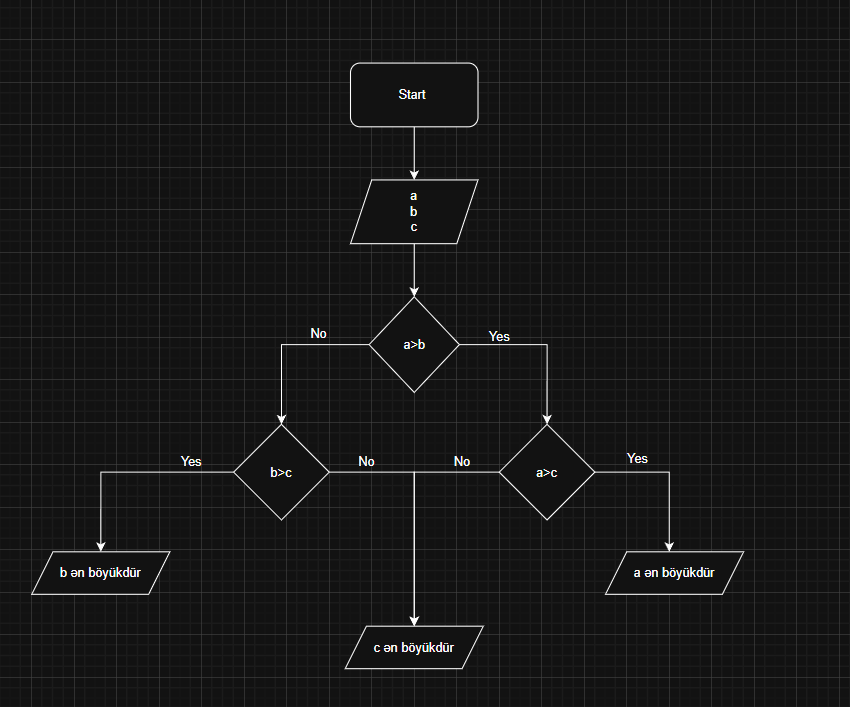 Start
a
b
c
a>b
No
Yes
b>c
Yes
No
a>c
No
Yes
b ən böyükdür
a ən böyükdür
c ən böyükdür